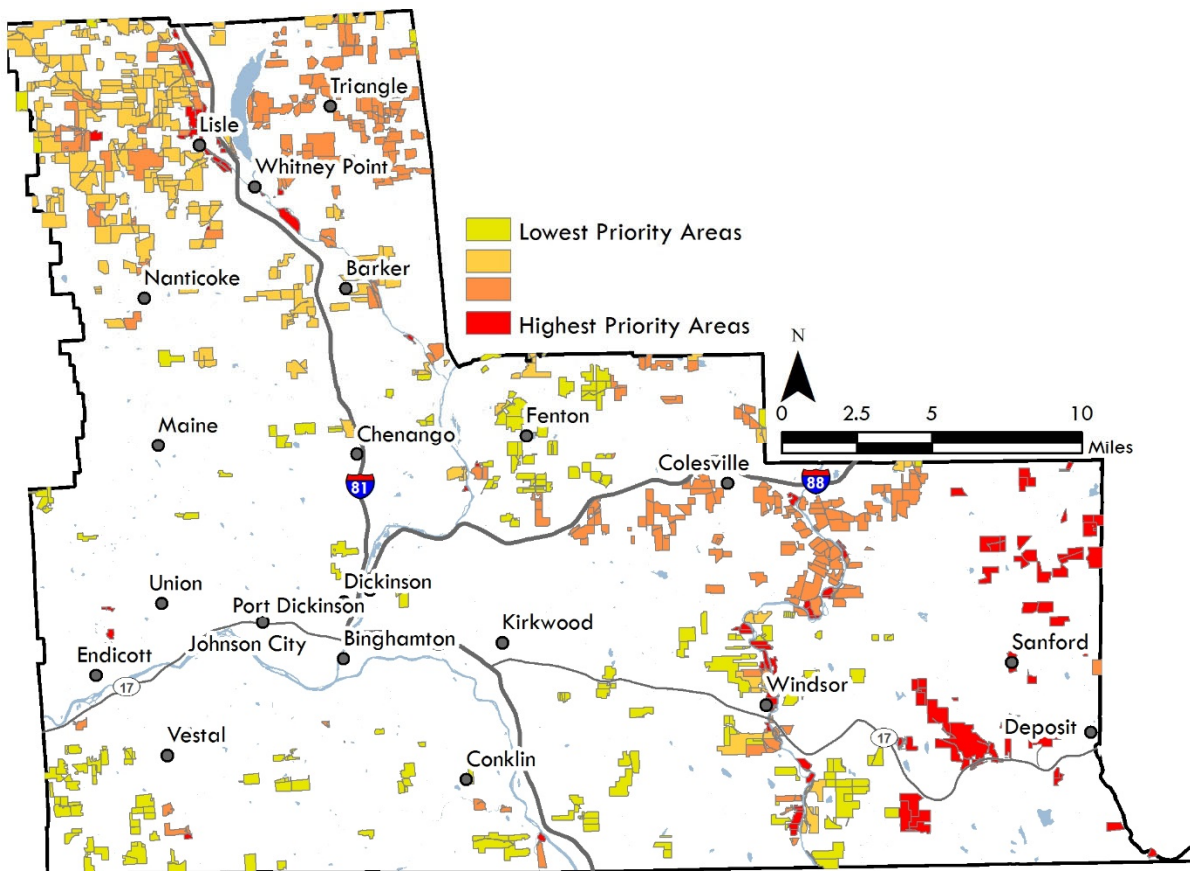 Triangle
Lisle
Whitney Point
Lowest Priority Areas
Nanticoke
Barker
Highest Priority Areas
N
0 2.5 5 10
Miles
Maine
Chenango
Fenton
Colesville
81
88
Union
Dickinson
Port Dickinson
Johnson City
Binghamton
Kirkwood
Sanford
Endicott
17
Windsor
Vestal
17
Deposit
Conklin